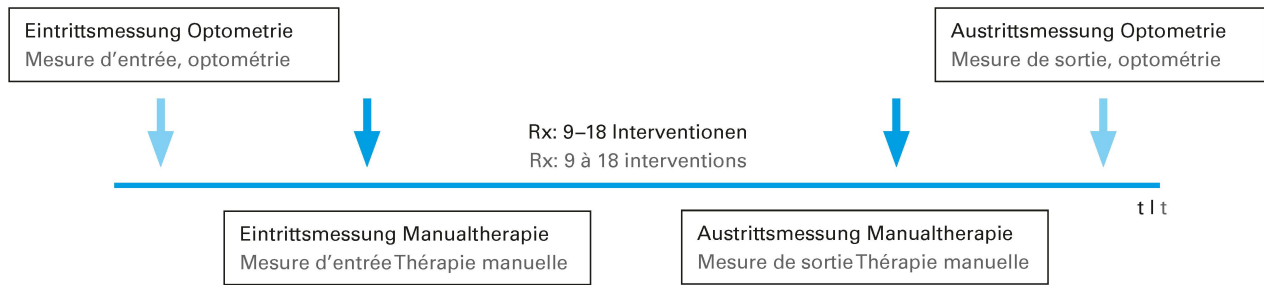 Eintrittsmessung Optometrie
Mesure d’entrée, optométrie
Austrittsmessung Optometrie
Mesure de sortie, optométrie
Rx: 9–18 Interventionen
Rx: 9 à 18 interventions
t l t
Eintrittsmessung Manualtherapie
Mesure d’entrée Thérapie manuelle
Austrittsmessung Manualtherapie
Mesure de sortie Thérapie manuelle